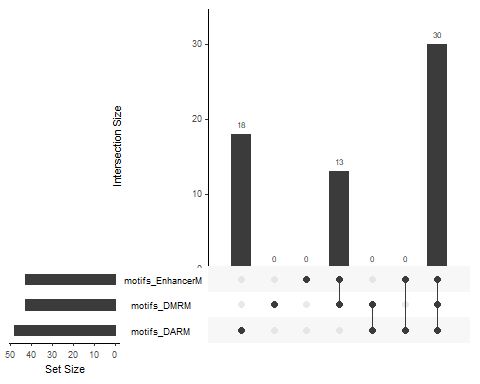 Intersection Size
30
20
10
0
18
0
0
13
0
0
30
motifs_EnhancerM
motifs_DMRM
motifs_DARM
50 40 30 20 10 0
Set Size